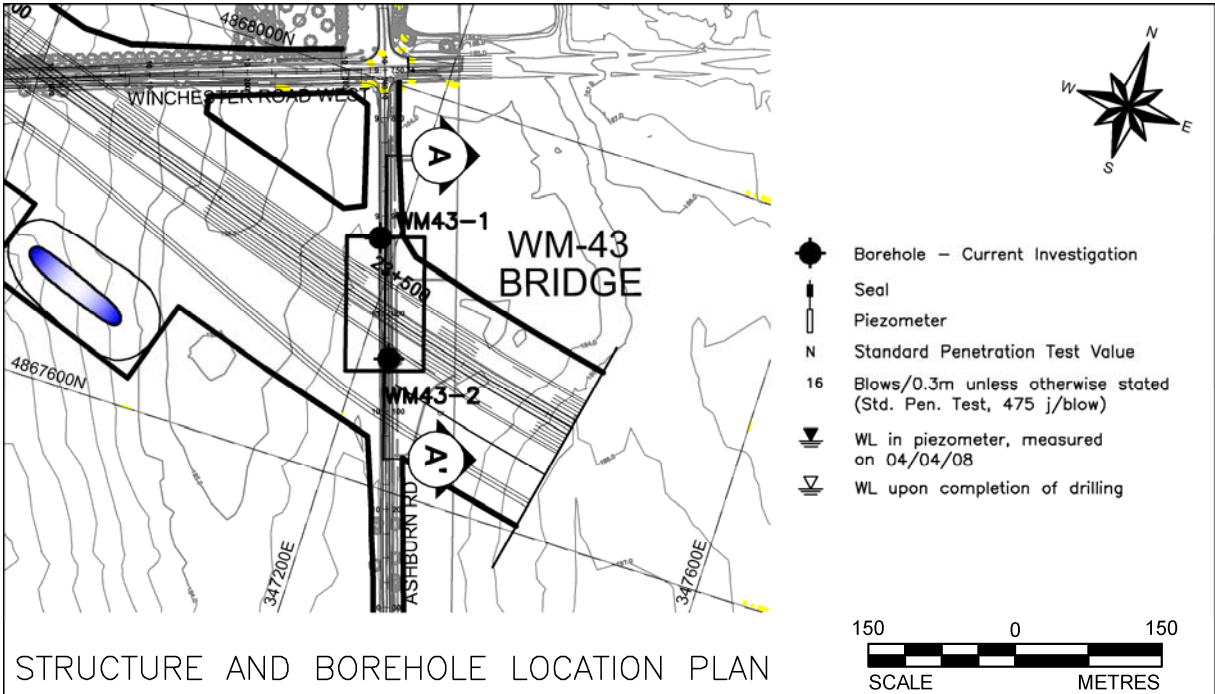 4868000N
WINCHESTER ROAD WEST
A
WM43-1
WM-43
BRIDGE
23+500
WM43-2
4867600N
A'
ASHBURN RD
347200E
347600E
N
W
E
S
Borehole - Current Investigation
Seal
Piezometer
N Standard Penetration Test Value
16 Blows/0.3m unless otherwise stated
(Std. Pen. Test, 475 j/blow)
WL in piezometer, measured
on 04/04/08
WL upon completion of drilling
150 0 150
SCALE METRES
STRUCTURE AND BOREHOLE LOCATION PLAN